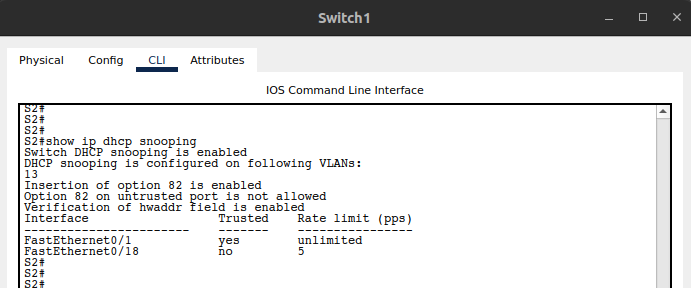 Switch1
Physical Config CLI Attributes
IOS Command Line Interface
S2#
S2#
S2#
S2#show ip dhcp snooping
Switch DHCP snooping is enabled
DHCP snooping is configured on following VLANs:
13
Insertion of option 82 is enabled
Option 82 on untrusted port is not allowed
Verification of hwaddr field is enabled
Interface Trusted Rate limit (pps)
----------------------- ------- ----------------
FastEthernet0/1 yes unlimited
FastEthernet0/18 no 5
S2#
S2#
S2#